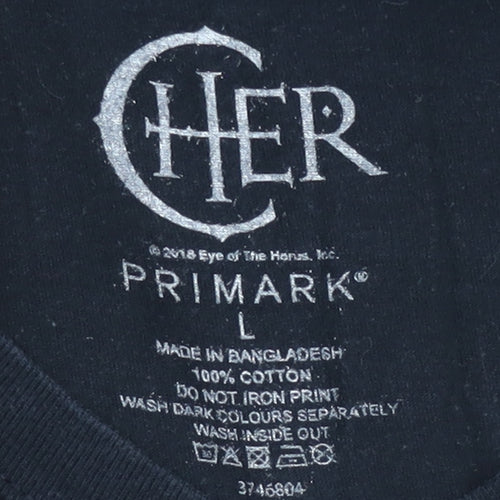 CHER
© 2018 Eye of The Horus, Inc.
PRIMARK®
L
MADE IN BANGLADESH
100% COTTON
DO NOT IRON PRINT
WASH DARK COLOURS SEPARATELY
WASH INSIDE OUT
3746804